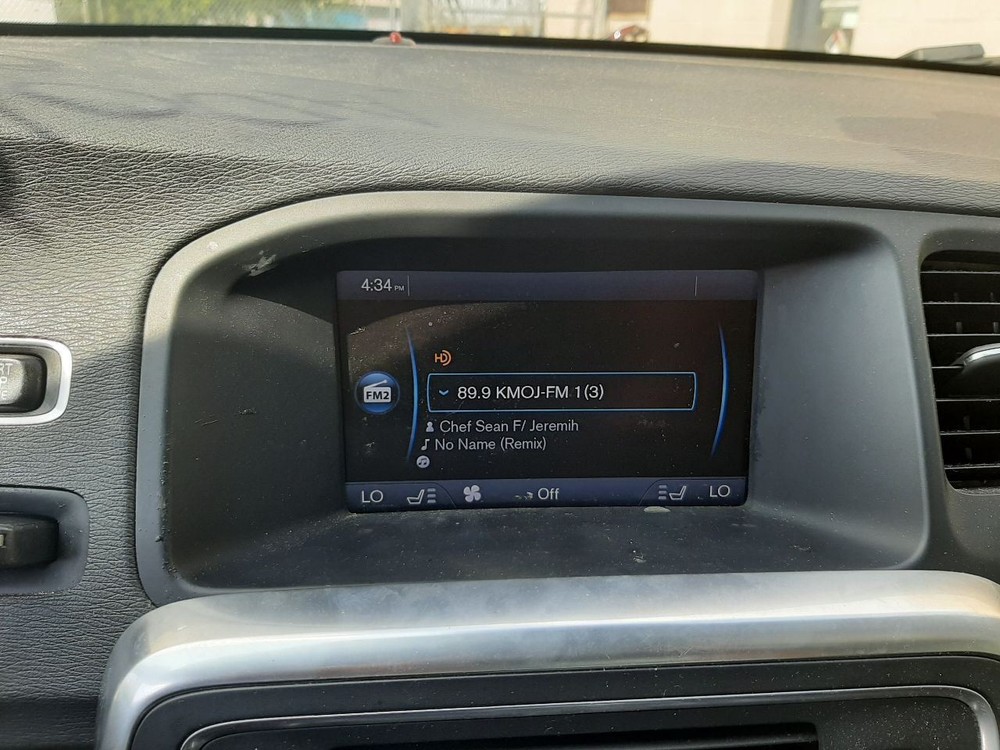 4:34 PM
HD
FM2
89.9 KMOJ-FM 1 (3)
Chef Sean F/ Jeremih
No Name (Remix)
LO
Off
LO